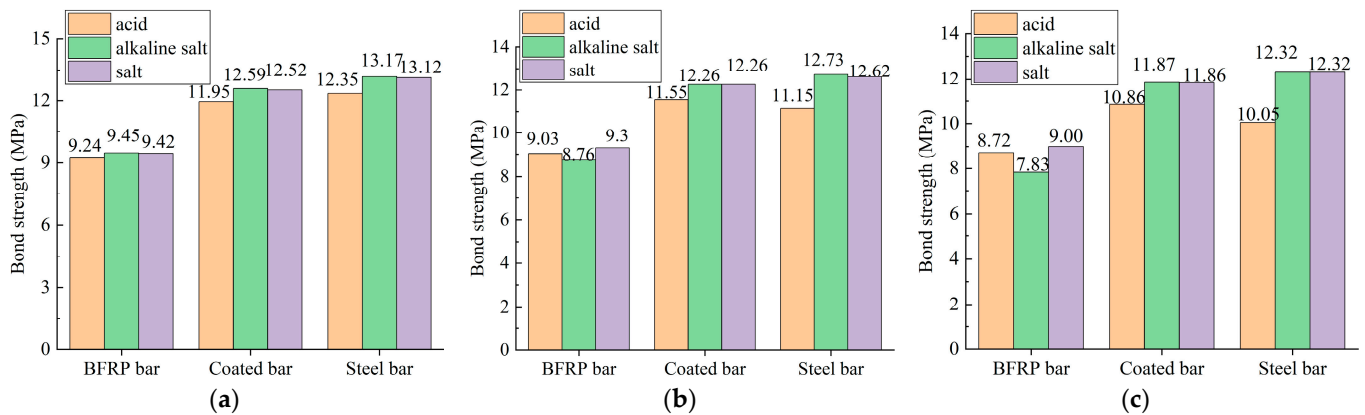 acid
alkaline salt
salt
Bond strength (MPa)
15
12
9
6
3
0
9.24
9.45
9.42
11.95
12.59
12.52
12.35
13.17
13.12
BFRP bar
Coated bar
Steel bar
(a)
acid
alkaline salt
salt
Bond strength (MPa)
14
12
10
8
6
4
2
0
9.03
8.76
9.3
11.55
12.26
12.26
11.15
12.73
12.62
BFRP bar
Coated bar
Steel bar
(b)
acid
alkaline salt
salt
Bond strength (MPa)
14
12
10
8
6
4
2
0
8.72
7.83
9.00
10.86
11.87
11.86
10.05
12.32
12.32
BFRP bar
Coated bar
Steel bar
(c)